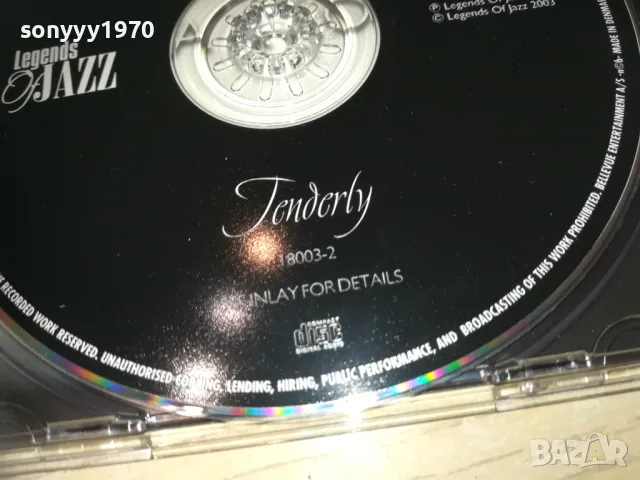 sonyyy1970
Legends
Of JAZZ
℗ Legends Of Jazz
© Legends Of Jazz 2003
Tenderly
18003-2
INLAY FOR DETAILS
COMPACT
disc
DIGITAL AUDIO
RECORDED WORK RESERVED. UNAUTHORISED COPYING, LENDING, HIRING, PUBLIC PERFORMANCE, AND BROADCASTING OF THIS WORK PROHIBITED. BELLEVUE ENTERTAINMENT A/S · n©b · MADE IN DENMARK
BAZAR